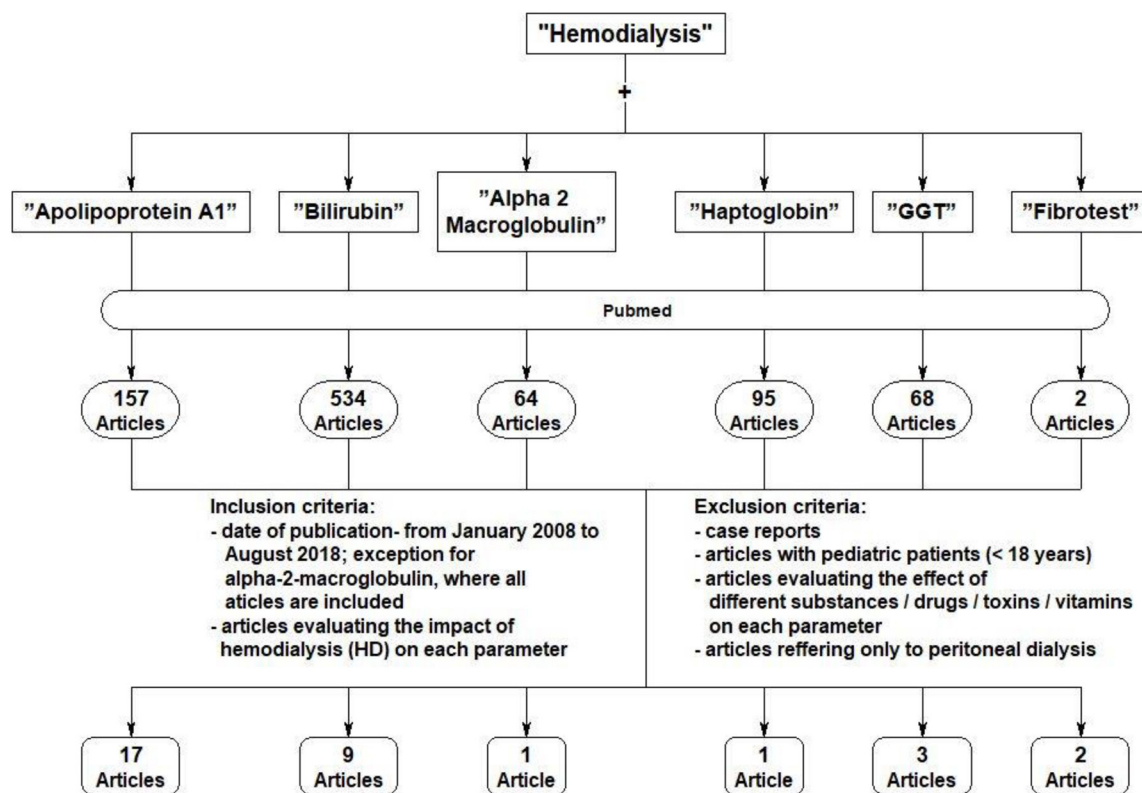 "Hemodialysis"
+
"Apolipoprotein A1"
"Bilirubin"
"Alpha 2
Macroglobulin"
"Haptoglobin"
"GGT"
"Fibrotest"
Pubmed
157
Articles
534
Articles
64
Articles
95
Articles
68
Articles
2
Articles
Inclusion criteria:
- date of publication- from January 2008 to
August 2018; exception for
alpha-2-macroglobulin, where all
aticles are included
- articles evaluating the impact of
hemodialysis (HD) on each parameter
Exclusion criteria:
- case reports
- articles with pediatric patients (< 18 years)
- articles evaluating the effect of
different substances / drugs / toxins / vitamins
on each parameter
- articles reffering only to peritoneal dialysis
17
Articles
9
Articles
1
Article
1
Article
3
Articles
2
Articles